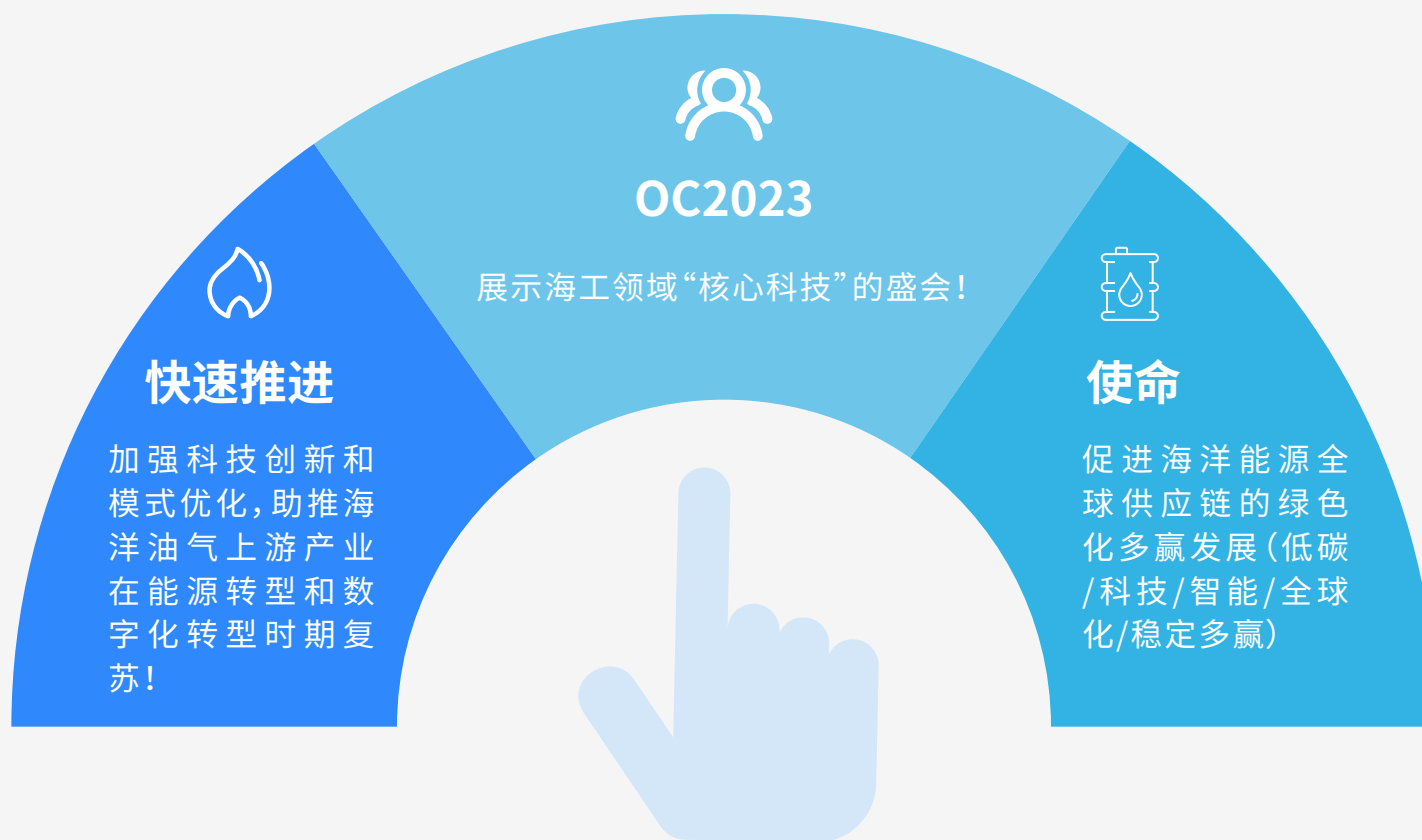 OC2023
展示海工领域“核心科技”的盛会！
快速推进
加强科技创新和
模式优化，助推海
洋油气上游产业
在能源转型和数
字化转型时期复
苏！
使命
促进海洋能源全
球供应链的绿色
化多赢发展（低碳
/科技/智能/全球
化/稳定多赢）